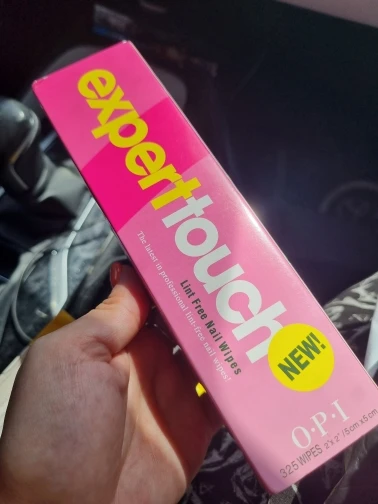 experttouch
Lint Free Nail Wipes
The latest in professional lint-free nail wipes!
NEW!
O·P·I
325 WIPES 2"x 2" / 5cm x 5cm